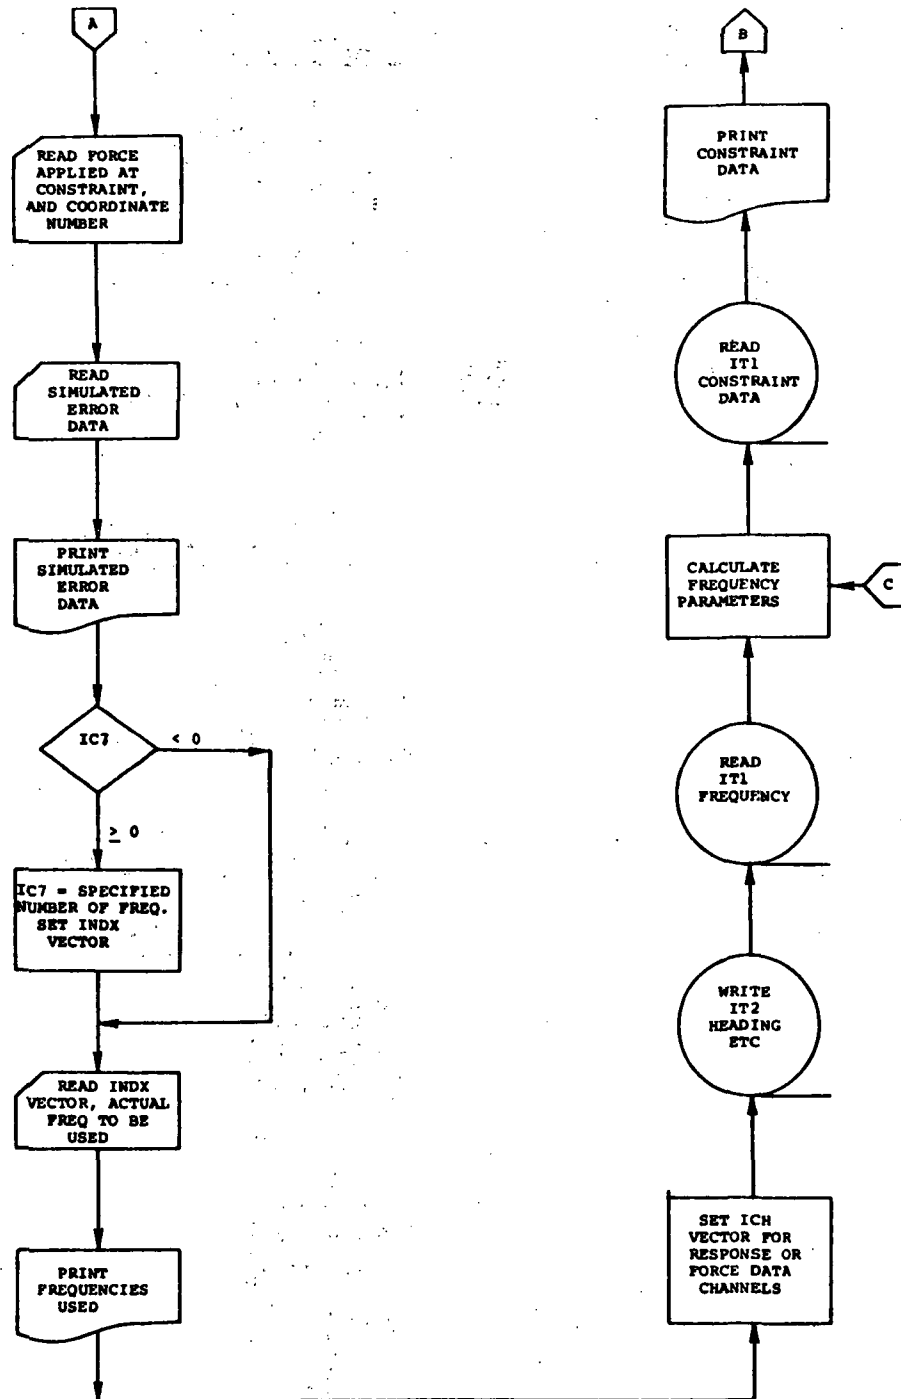 A
READ FORCE
APPLIED AT
CONSTRAINT,
AND COORDINATE
NUMBER
READ
SIMULATED
ERROR
DATA
PRINT
SIMULATED
ERROR
DATA
IC7
< 0
≥ 0
IC7 = SPECIFIED
NUMBER OF FREQ.
SET INDX
VECTOR
READ INDX
VECTOR, ACTUAL
FREQ TO BE
USED
PRINT
FREQUENCIES
USED
B
PRINT
CONSTRAINT
DATA
READ
IT1
CONSTRAINT
DATA
CALCULATE
FREQUENCY
PARAMETERS
C
READ
IT1
FREQUENCY
WRITE
IT2
HEADING
ETC
SET ICH
VECTOR FOR
RESPONSE OR
FORCE DATA
CHANNELS